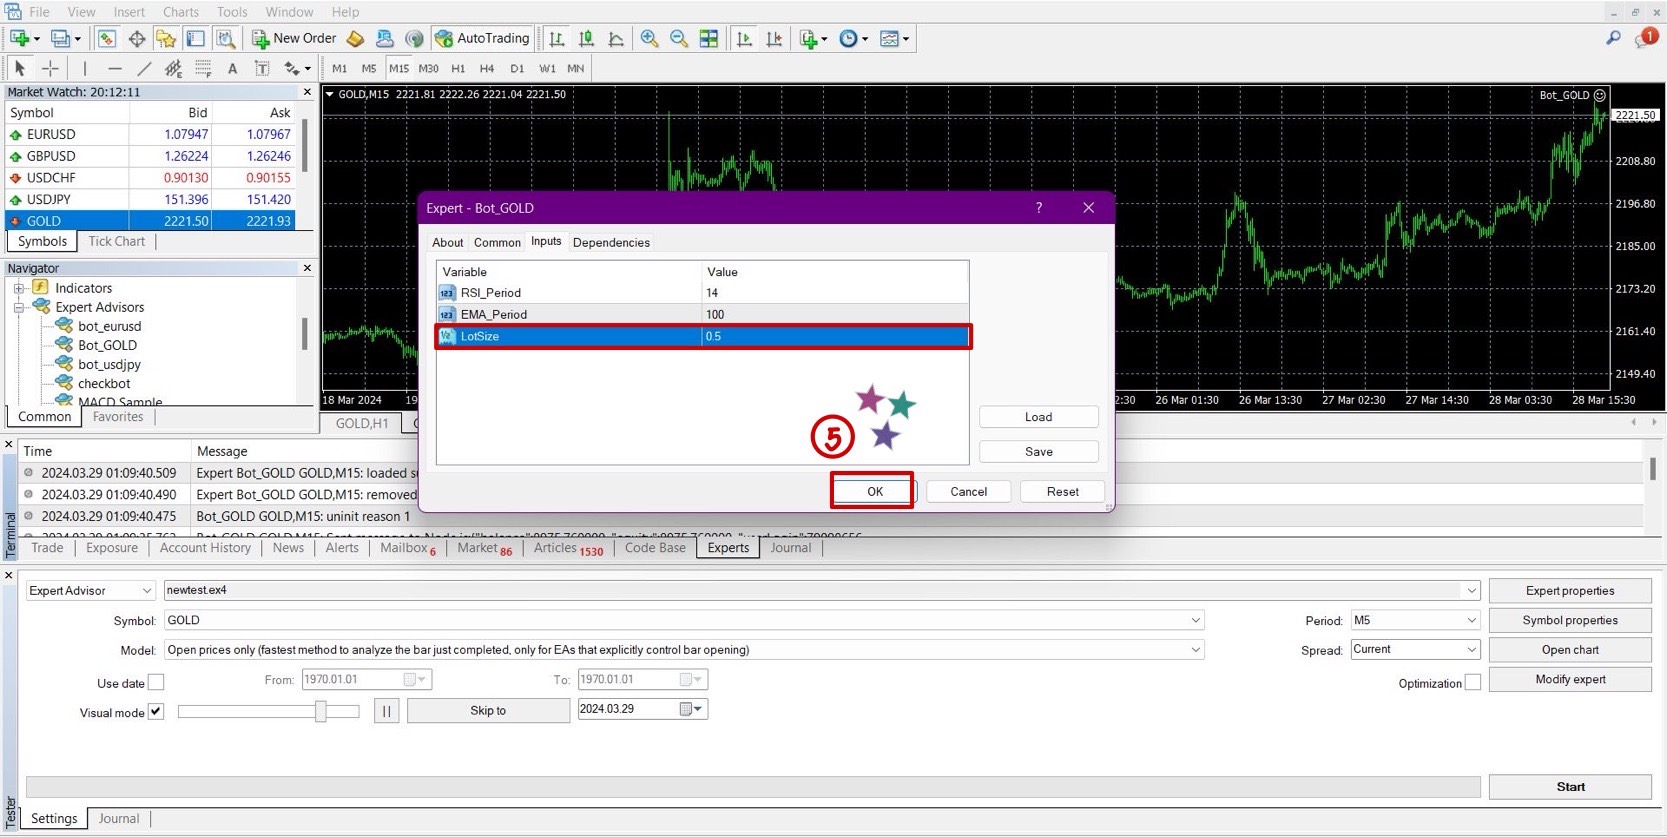 File View Insert Charts Tools Window Help
New Order AutoTrading
A T M1 M5 M15 M30 H1 H4 D1 W1 MN
1
Market Watch: 20:12:11
Symbol Bid Ask
EURUSD 1.07947 1.07967
GBPUSD 1.26224 1.26246
USDCHF 0.90130 0.90155
USDJPY 151.396 151.420
GOLD 2221.50 2221.93
Symbols Tick Chart
Navigator
Indicators
Expert Advisors
bot_eurusd
Bot_GOLD
bot_usdjpy
checkbot
MACD Sample
Common Favorites
GOLD,M15 2221.81 2222.26 2221.04 2221.50
Bot_GOLD
2221.50
2208.80
2196.80
2185.00
2173.20
2161.40
2149.40
18 Mar 2024 19 2:30 26 Mar 01:30 26 Mar 13:30 27 Mar 02:30 27 Mar 14:30 28 Mar 03:30 28 Mar 15:30
GOLD,H1
Expert - Bot_GOLD ?
About Common Inputs Dependencies
Variable Value
123 RSI_Period 14
123 EMA_Period 100
LotSize 0.5
Load
Save
5
OK Cancel Reset
Time Message
2024.03.29 01:09:40.509 Expert Bot_GOLD GOLD,M15: loaded su
2024.03.29 01:09:40.490 Expert Bot_GOLD GOLD,M15: removed
2024.03.29 01:09:40.475 Bot_GOLD GOLD,M15: uninit reason 1
Terminal
Trade Exposure Account History News Alerts Mailbox 6 Market 86 Articles 1530 Code Base Experts Journal
Expert Advisor newtest.ex4 Expert properties
Symbol: GOLD Period: M5 Symbol properties
Model: Open prices only (fastest method to analyze the bar just completed, only for EAs that explicitly control bar opening) Spread: Current Open chart
Use date From: 1970.01.01 To: 1970.01.01 Optimization Modify expert
Visual mode Skip to 2024.03.29
Start
Tester
Settings Journal